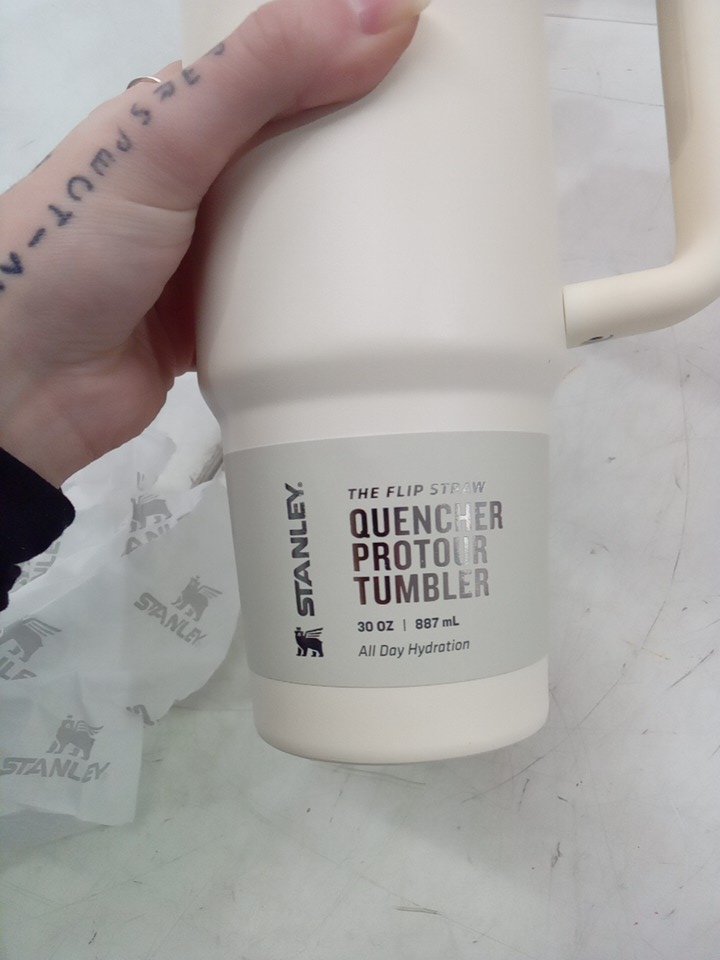 STANLEY.
THE FLIP STRAW
QUENCHER
PROTOUR
TUMBLER
30 OZ | 887 mL
All Day Hydration
STANLEY
STANLEY